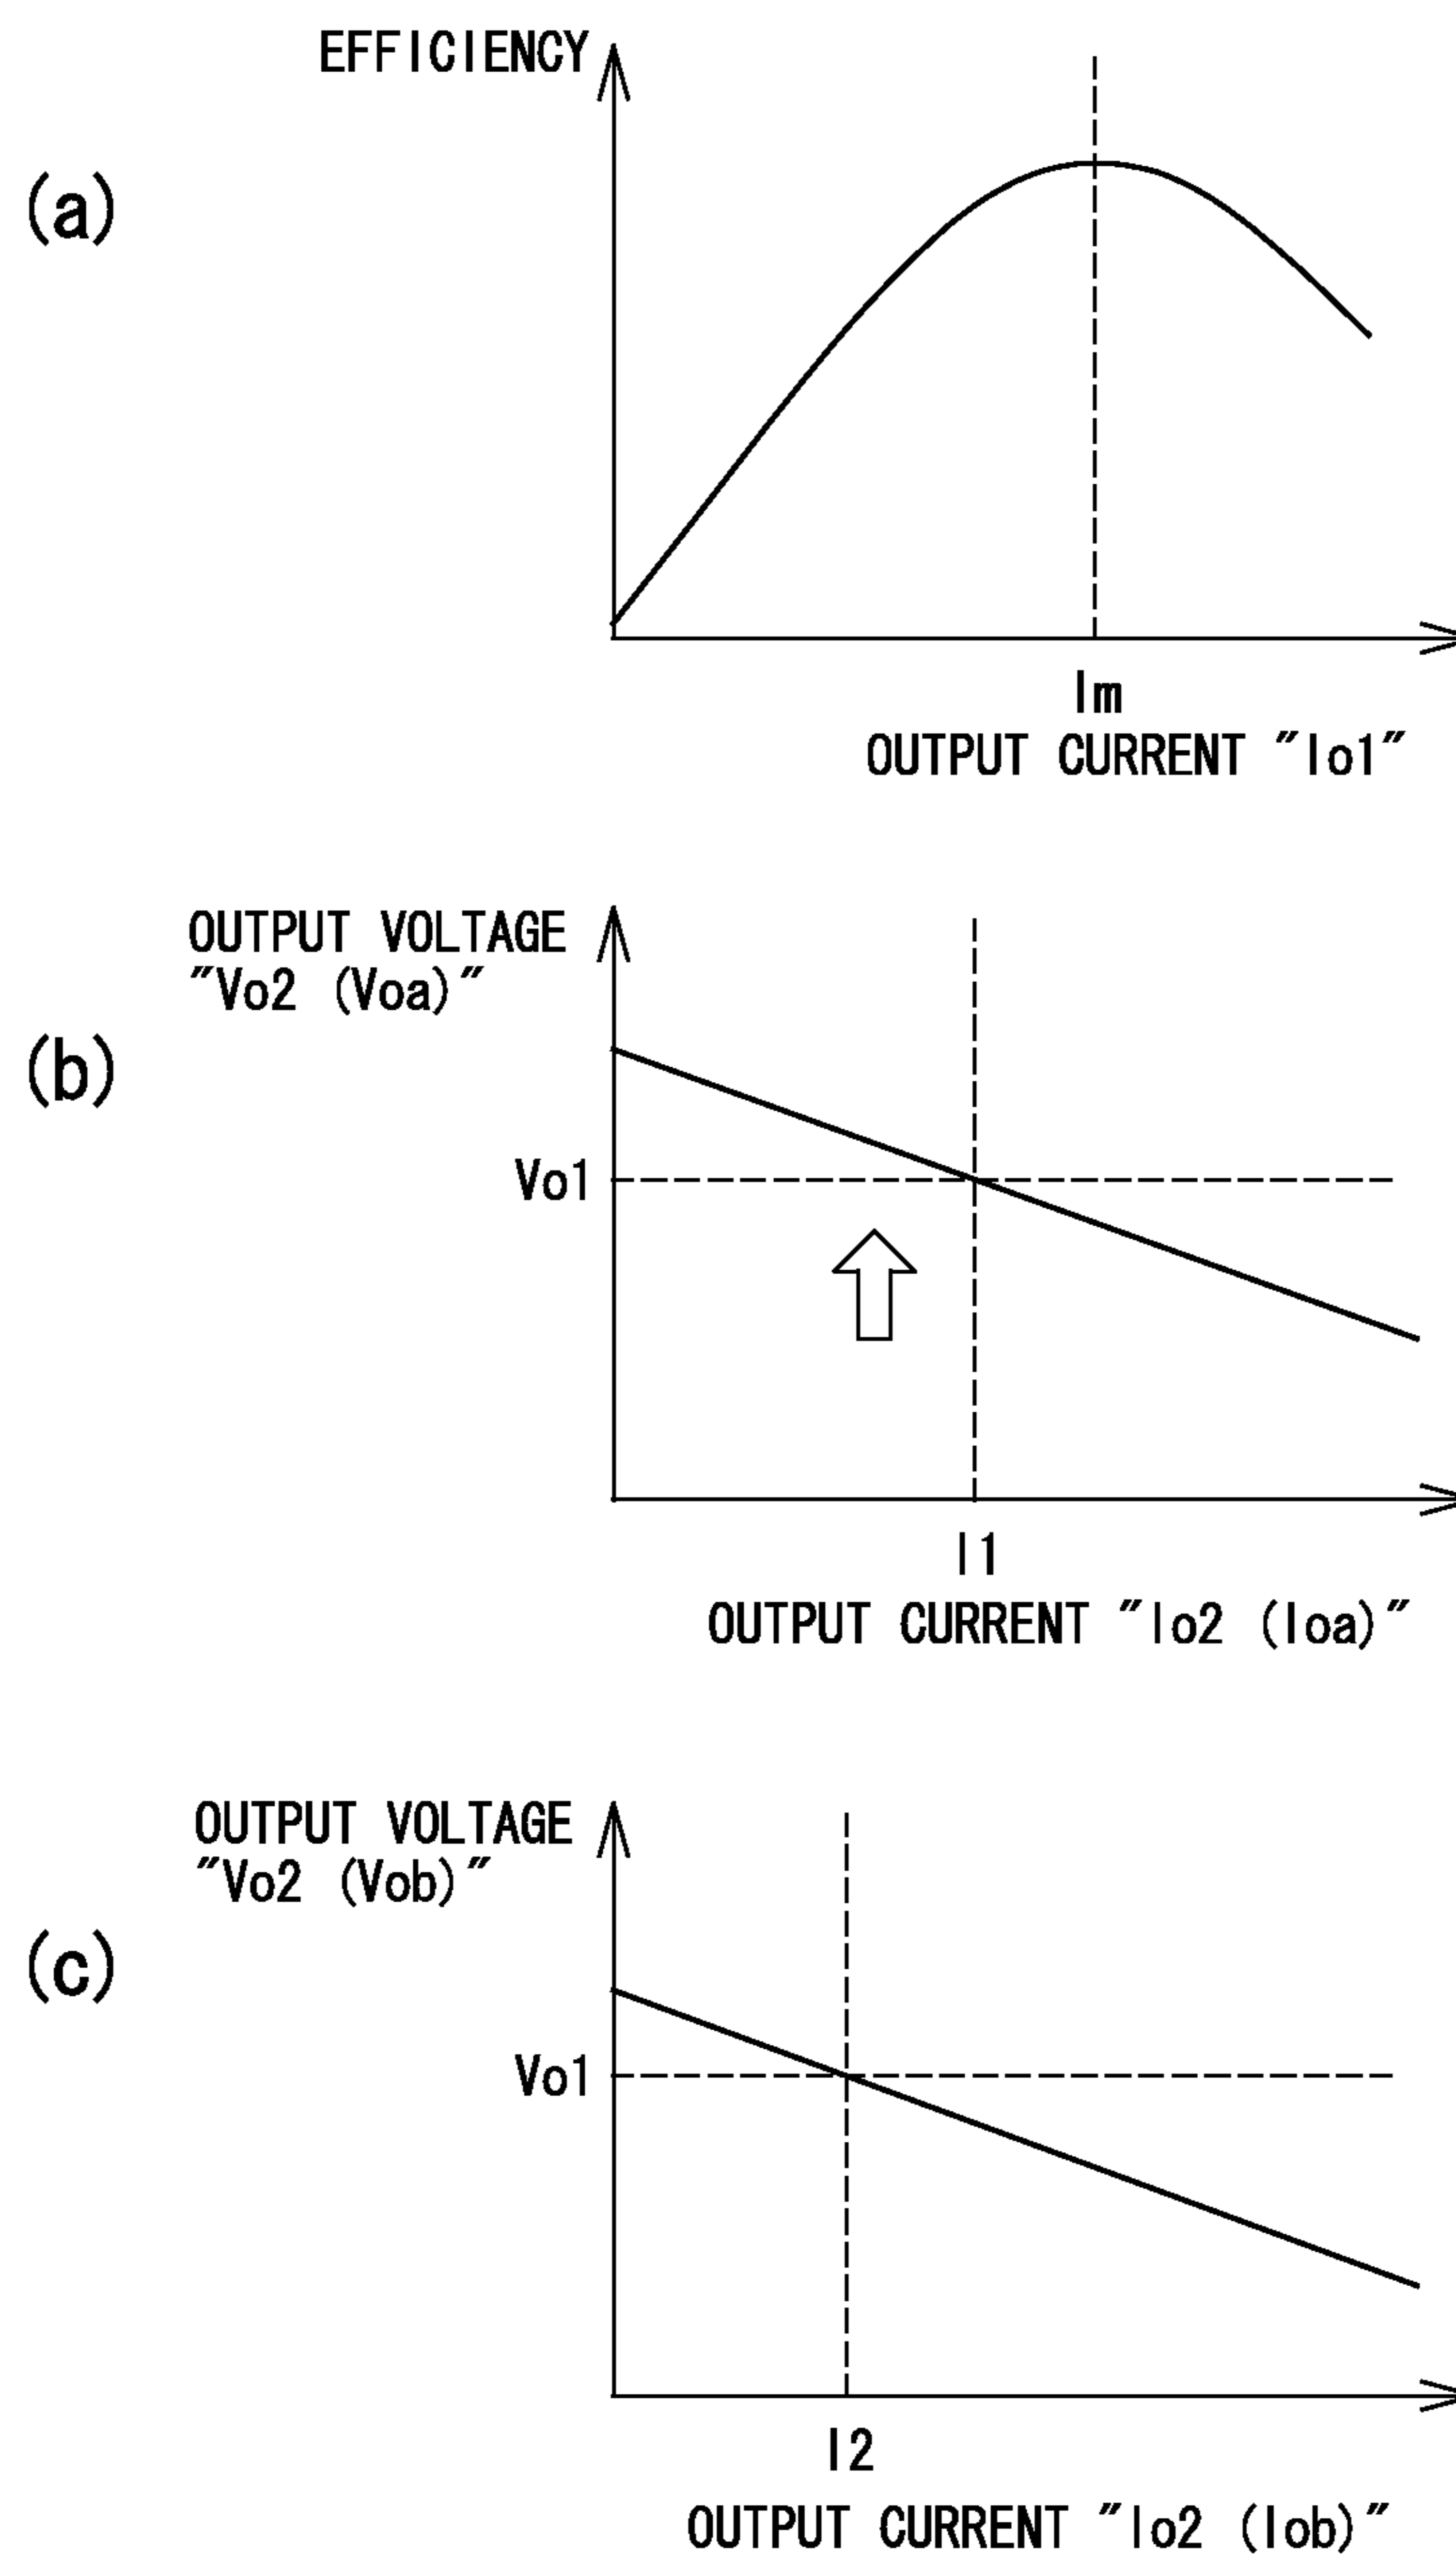 EFFICIENCY
(a)
Im
OUTPUT CURRENT "Io1"
OUTPUT VOLTAGE
"Vo2 (Voa)"
(b)
Vo1
I1
OUTPUT CURRENT "Io2 (Ioa)"
OUTPUT VOLTAGE
"Vo2 (Vob)"
(c)
Vo1
I2
OUTPUT CURRENT "Io2 (Iob)"